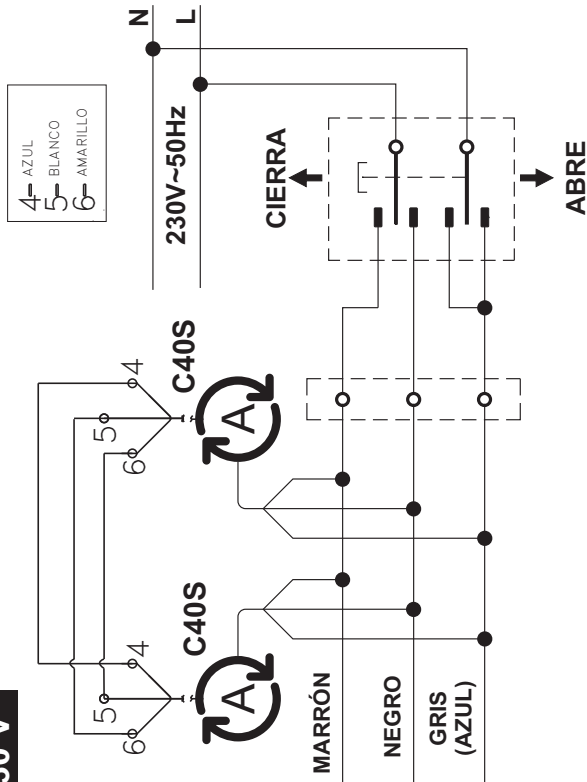 4 AZUL
5 BLANCO
6 AMARILLO
N
L
230V~50Hz
CIERRA
ABRE
4
5
6
C40S
A
4
5
6
C40S
A
MARRÓN
NEGRO
GRIS
(AZUL)